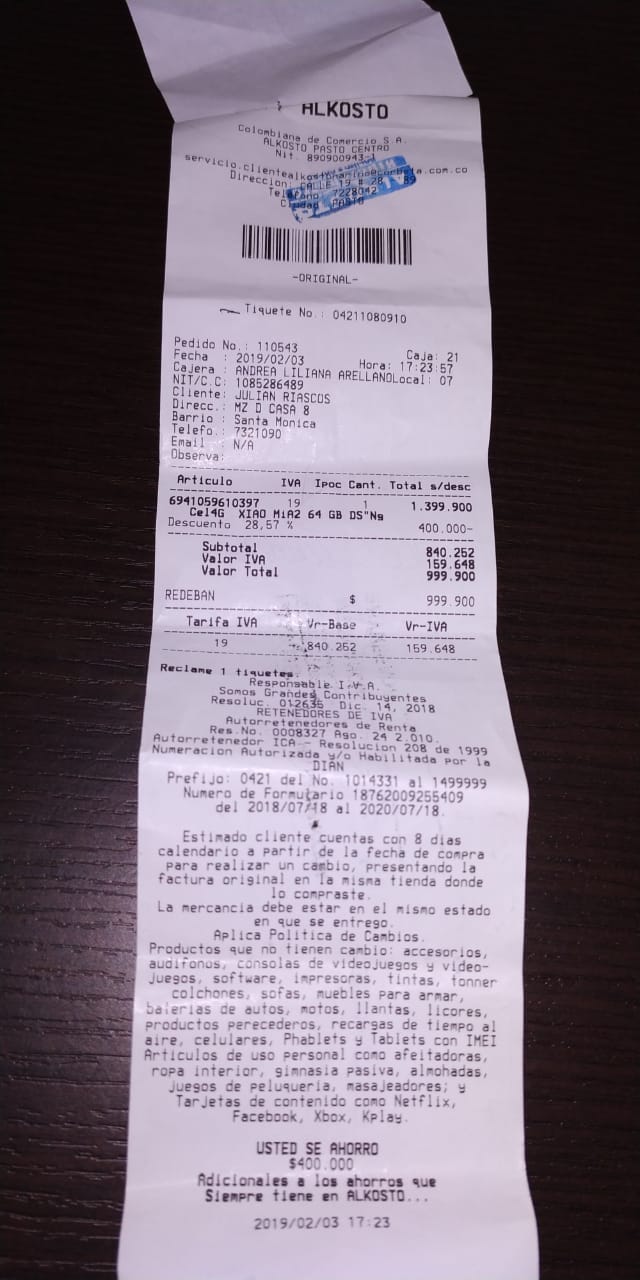 ALKOSTO
Colombiana de Comercio S A.
ALKOSTO PASTO CENTRO
Nit. 890900943-1
servicio.clientealkostonarino@corbeta.com.co
Direccion: CALLE 19 # 28 - 89
Telefono 7228042
Ciudad PASTO
-ORIGINAL-
Tiquete No.: 04211080910
Pedido No.: 110543 Caja: 21
Fecha : 2019/02/03 Hora: 17:23:57
Cajera : ANDREA LILIANA ARELLANO Local: 07
NIT/C.C: 1085286489
Cliente: JULIAN RIASCOS
Direcc.: MZ D CASA 8
Barrio : Santa Monica
Telefo.: 7321090
Email : N/A
Observa:
Articulo IVA Ipoc Cant. Total s/desc
6941059610397 19 1 1.399.900
Cel4G XIAO MiA2 64 GB DS"Ng
Descuento 28,57 % 400.000-
Subtotal 840.252
Valor IVA 159.648
Valor Total 999.900
REDEBAN $ 999.900
Tarifa IVA Vr-Base Vr-IVA
19 840.252 159.648
Reclame 1 tiquetes.
Responsable I.V.A.
Somos Grandes Contribuyentes
Resoluc. 012635 Dic. 14, 2018
RETENEDORES DE IVA
Autorretenedores de Renta
Res.No. 0008327 Ago. 24 2.010.
Autorretenedor ICA - Resolucion 208 de 1999
Numeracion Autorizada y/o Habilitada por la
DIAN
Prefijo: 0421 del No. 1014331 al 1499999
Numero de Formulario 18762009255409
del 2018/07/18 al 2020/07/18.
Estimado cliente cuentas con 8 dias
calendario a partir de la fecha de compra
para realizar un cambio, presentando la
factura original en la misma tienda donde
lo compraste.
La mercancia debe estar en el mismo estado
en que se entrego.
Aplica Politica de Cambios.
Productos que no tienen cambio: accesorios,
audifonos, consolas de videojuegos y video-
juegos, software, impresoras, tintas, tonner
colchones, sofas, muebles para armar,
baterias de autos, motos, llantas, licores,
productos perecederos, recargas de tiempo al
aire, celulares, Phablets y Tablets con IMEI
Articulos de uso personal como afeitadoras,
ropa interior, gimnasia pasiva, almohadas,
juegos de peluqueria, masajeadores; y
Tarjetas de contenido como Netflix,
Facebook, Xbox, Kplay.
USTED SE AHORRO
$400.000
Adicionales a los ahorros que
Siempre tiene en ALKOSTO...
2019/02/03 17:23